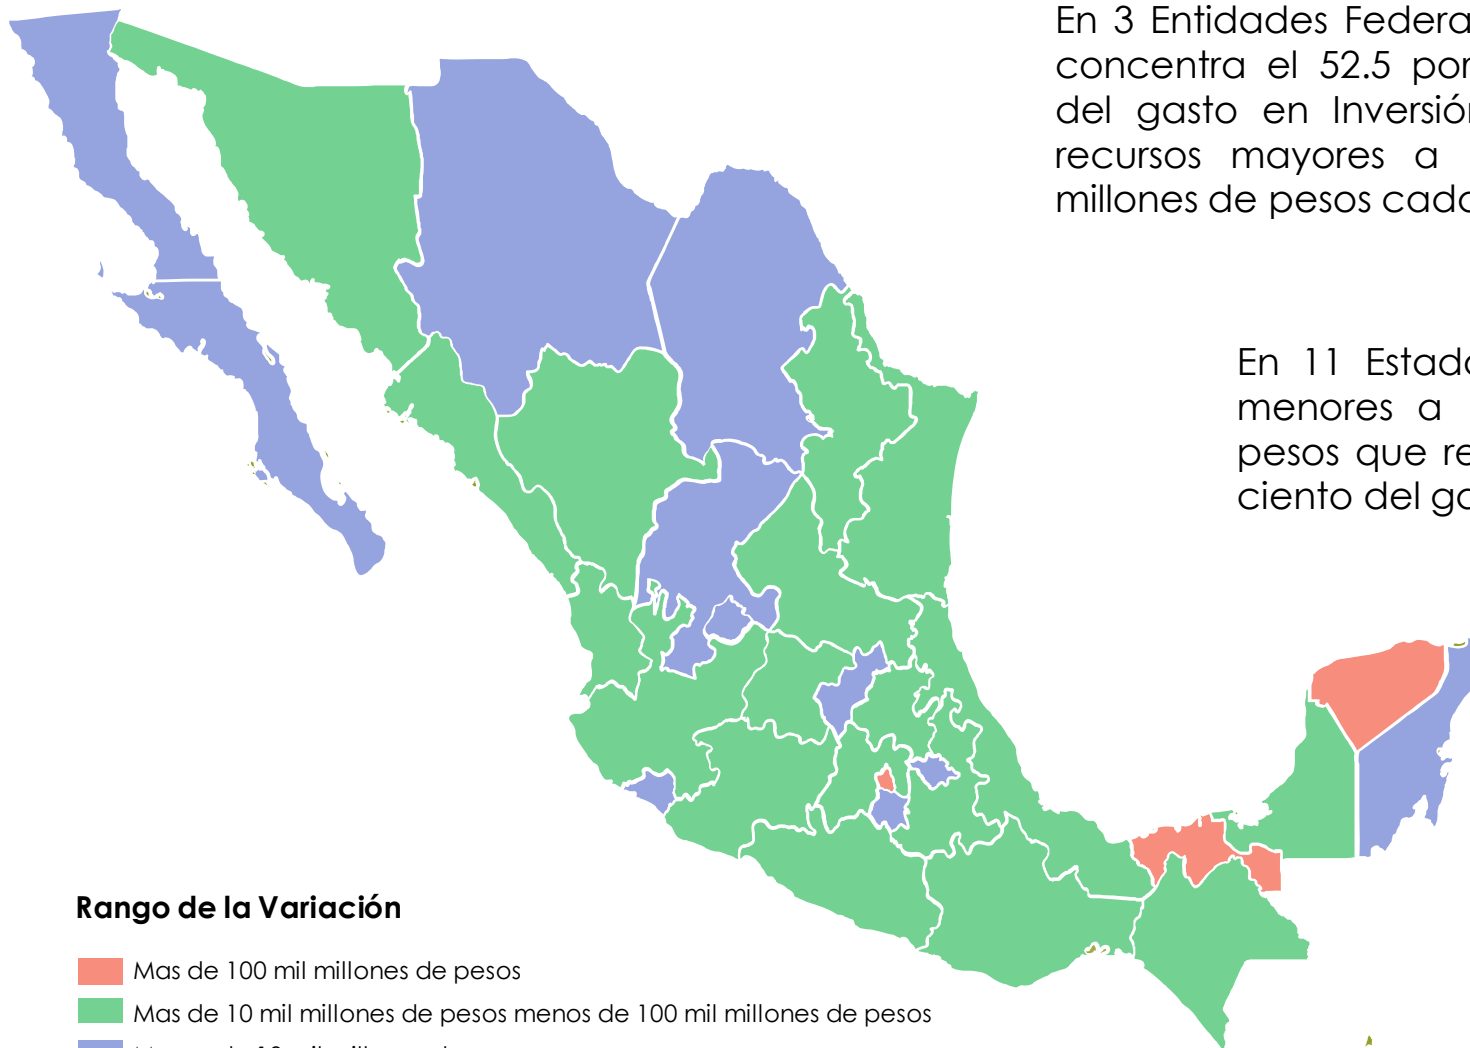 En 3 Entidades Federa
concentra el 52.5 por
del gasto en Inversión
recursos mayores a
millones de pesos cada
En 11 Estado
menores a
pesos que re
ciento del ga
Rango de la Variación
Mas de 100 mil millones de pesos
Mas de 10 mil millones de pesos menos de 100 mil millones de pesos